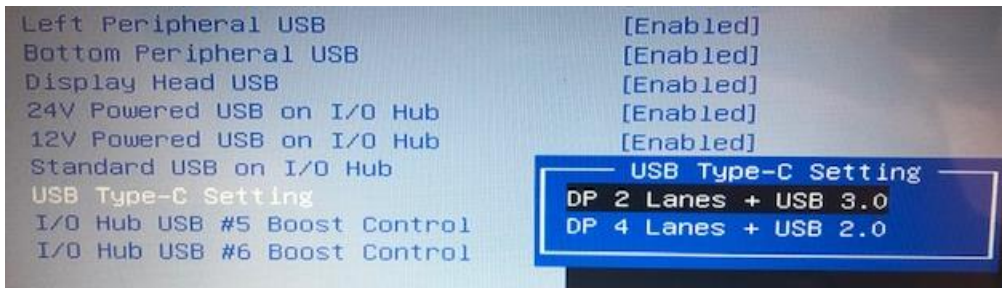 Left Peripheral USB [Enabled]
Bottom Peripheral USB [Enabled]
Display Head USB [Enabled]
24V Powered USB on I/O Hub [Enabled]
12V Powered USB on I/O Hub [Enabled]
Standard USB on I/O Hub
USB Type-C Setting
I/O Hub USB #5 Boost Control
I/O Hub USB #6 Boost Control
USB Type-C Setting
DP 2 Lanes + USB 3.0
DP 4 Lanes + USB 2.0